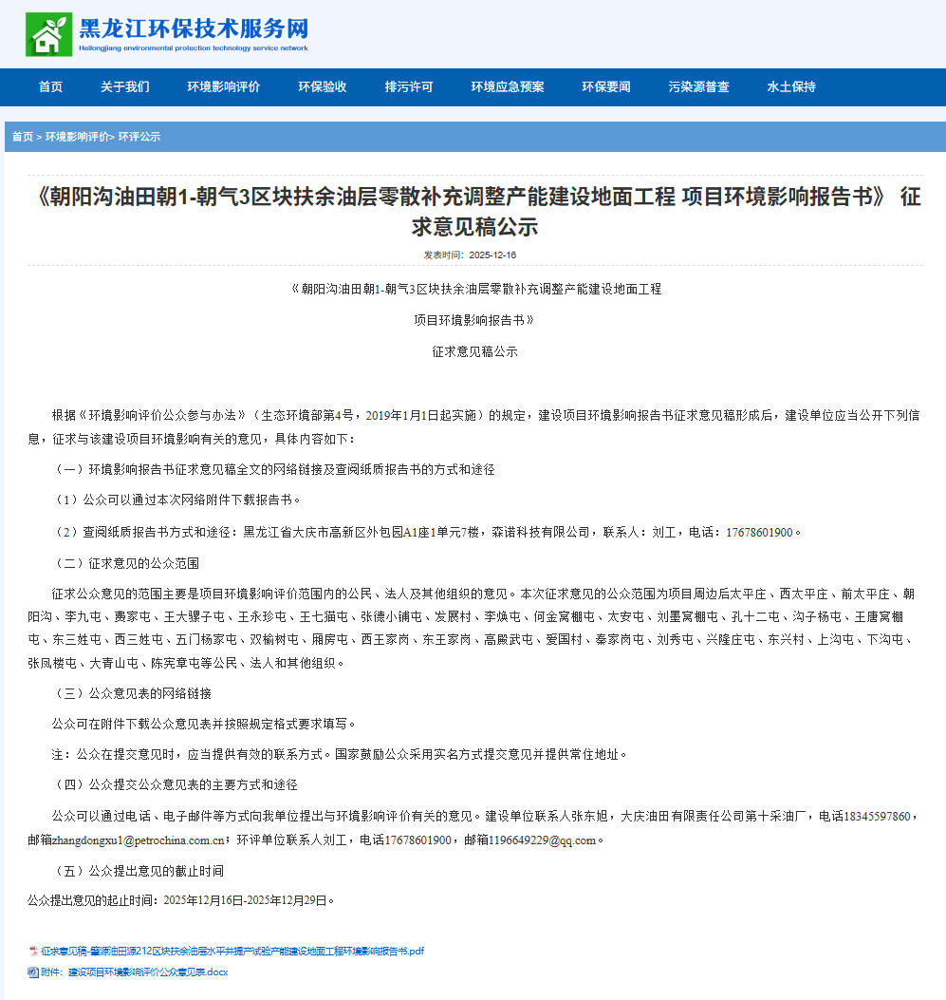 黑龙江环保技术服务网
Heilongjiang environmental protection technology service network
首页 关于我们 环境影响评价 环保验收 排污许可 环境应急预案 环保要闻 污染源普查 水土保持
首页 > 环境影响评价> 环评公示
《朝阳沟油田朝1-朝气3区块扶余油层零散补充调整产能建设地面工程 项目环境影响报告书》 征
求意见稿公示
发表时间：2025-12-16
《朝阳沟油田朝1-朝气3区块扶余油层零散补充调整产能建设地面工程
项目环境影响报告书》
征求意见稿公示
根据《环境影响评价公众参与办法》（生态环境部第4号，2019年1月1日起实施）的规定，建设项目环境影响报告书征求意见稿形成后，建设单位应当公开下列信
息，征求与该建设项目环境影响有关的意见，具体内容如下：
（一）环境影响报告书征求意见稿全文的网络链接及查阅纸质报告书的方式和途径
（1）公众可以通过本次网络附件下载报告书。
（2）查阅纸质报告书方式和途径：黑龙江省大庆市高新区外包园A1座1单元7楼，森诺科技有限公司，联系人：刘工，电话：17678601900。
（二）征求意见的公众范围
征求公众意见的范围主要是项目环境影响评价范围内的公民、法人及其他组织的意见。本次征求意见的公众范围为项目周边后太平庄、西太平庄、前太平庄、朝
阳沟、李九屯、费家屯、王大骡子屯、王永珍屯、王七猫屯、张德小铺屯、发展村、李焕屯、何金窝棚屯、太安屯、刘墨窝棚屯、孔十二屯、沟子杨屯、王唐窝棚
屯、东三姓屯、西三姓屯、五门杨家屯、双榆树屯、厢房屯、西王家岗、东王家岗、高殿武屯、爱国村、秦家岗屯、刘秀屯、兴隆庄屯、东兴村、上沟屯、下沟屯、
张凤楼屯、大青山屯、陈宪章屯等公民、法人和其他组织。
（三）公众意见表的网络链接
公众可在附件下载公众意见表并按照规定格式要求填写。
注：公众在提交意见时，应当提供有效的联系方式。国家鼓励公众采用实名方式提交意见并提供常住地址。
（四）公众提交公众意见表的主要方式和途径
公众可以通过电话、电子邮件等方式向我单位提出与环境影响评价有关的意见。建设单位联系人张东旭，大庆油田有限责任公司第十采油厂，电话18345597860，
邮箱zhangdongxu1@petrochina.com.cn；环评单位联系人刘工，电话17678601900，邮箱1196649229@qq.com。
（五）公众提出意见的截止时间
公众提出意见的起止时间：2025年12月16日-2025年12月29日。
征求意见稿-肇源油田源212区块扶余油层水平井提产试验产能建设地面工程环境影响报告书.pdf
附件：建设项目环境影响评价公众意见表.docx